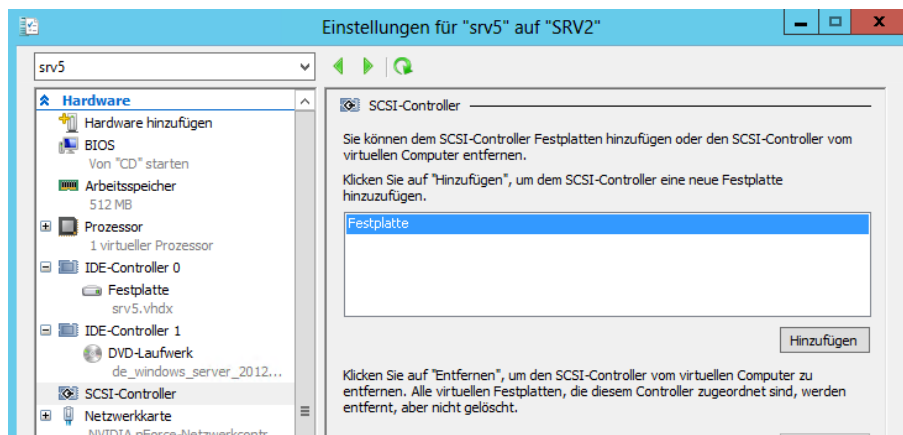 Einstellungen für "srv5" auf "SRV2"
srv5
Hardware
Hardware hinzufügen
BIOS
Von "CD" starten
Arbeitsspeicher
512 MB
Prozessor
1 virtueller Prozessor
IDE-Controller 0
Festplatte
srv5.vhdx
IDE-Controller 1
DVD-Laufwerk
de_windows_server_2012...
SCSI-Controller
Netzwerkkarte
NVIDIA nForce-Netzwerkcontr
SCSI-Controller
Sie können dem SCSI-Controller Festplatten hinzufügen oder den SCSI-Controller vom
virtuellen Computer entfernen.
Klicken Sie auf "Hinzufügen", um dem SCSI-Controller eine neue Festplatte
hinzuzufügen.
Festplatte
Hinzufügen
Klicken Sie auf "Entfernen", um den SCSI-Controller vom virtuellen Computer zu
entfernen. Alle virtuellen Festplatten, die diesem Controller zugeordnet sind, werden
entfernt, aber nicht gelöscht.